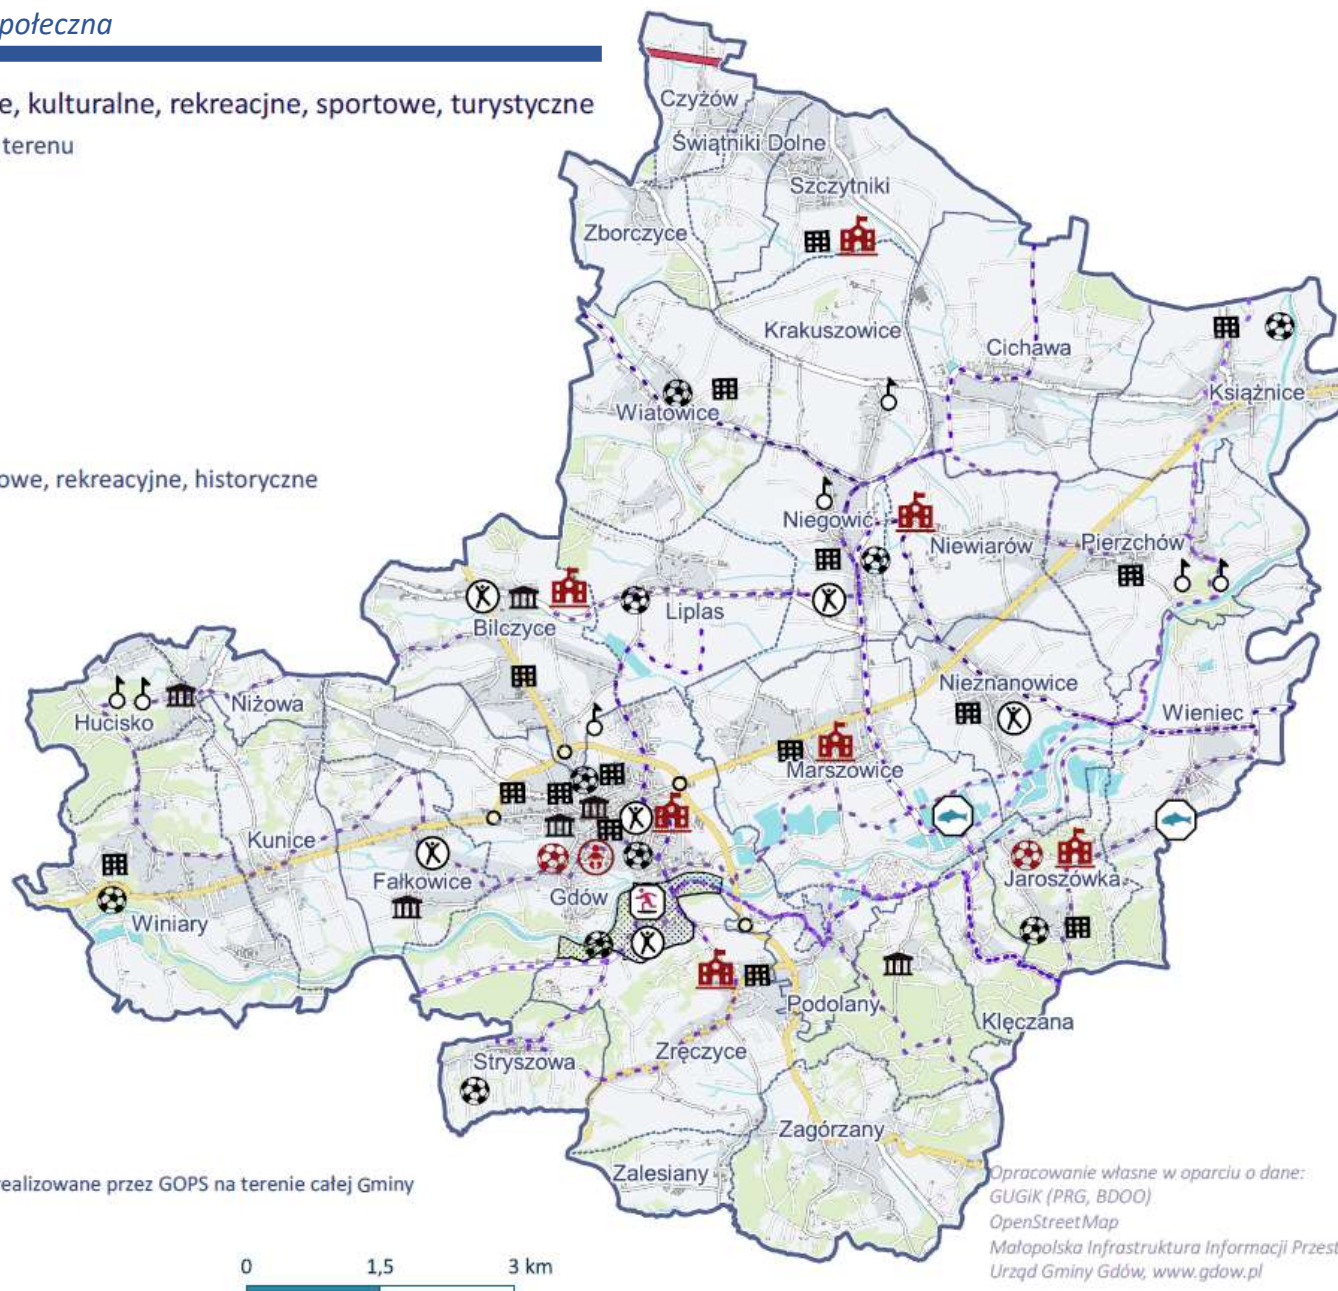 połeczna
e, kulturalne, rekreacjne, sportowe, turystyczne
terenu
Czyżów
Świątniki Dolne
Szczytniki
Zborczyce
Krakuszowice
Cichawa
Książnice
Wiatowice
owe, rekreacyjne, historyczne
Niegowić
Niewiarów
Pierzchów
Liplas
Bilczyce
Nieznanowice
Niżowa
Hucisko
Wieniec
Marszowice
Kunice
Fałkowice
Jaroszówka
Gdów
Winiary
Podolany
Klęczana
Zręczyce
Stryszowa
Zagórzany
Zalesiany
ealizowane przez GOPS na terenie całej Gminy
Opracowanie własne w oparciu o dane:
GUGiK (PRG, BDOO)
OpenStreetMap
Małopolska Infrastruktura Informacji Przest
Urząd Gminy Gdów, www.gdow.pl
0 1,5 3 km